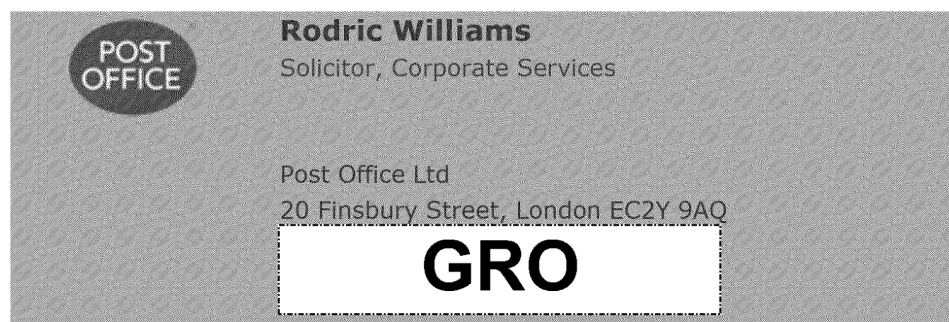 POST
OFFICE
Rodric Williams
Solicitor, Corporate Services
Post Office Ltd
20 Finsbury Street, London EC2Y 9AQ
GRO